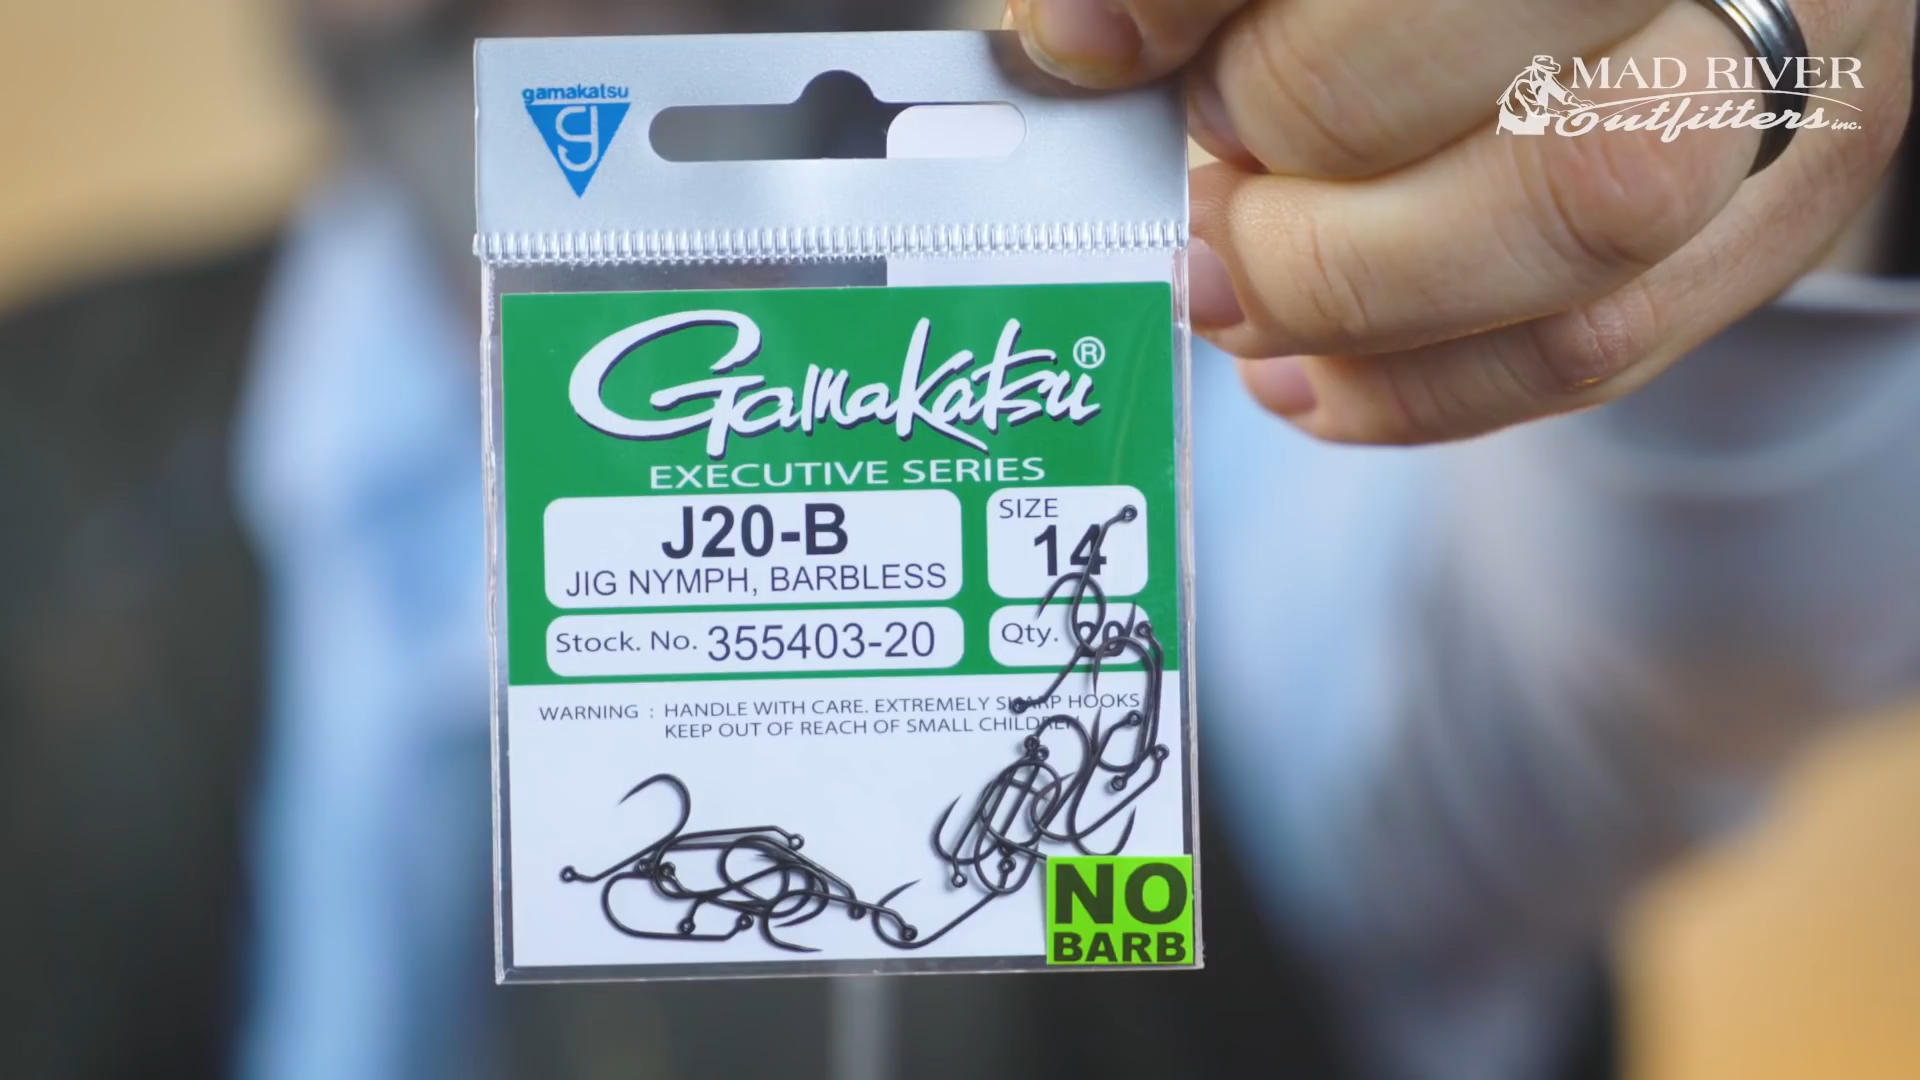 MAD RIVER
Outfitters inc.
gamakatsu
Gamakatsu®
EXECUTIVE SERIES
J20-B
JIG NYMPH, BARBLESS
SIZE
14
Stock. No. 355403-20
Qty. 20
WARNING : HANDLE WITH CARE. EXTREMELY SHARP HOOKS
KEEP OUT OF REACH OF SMALL CHILDREN
NO
BARB